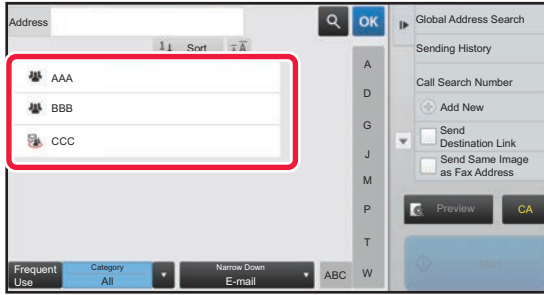 Address
OK
1↓ Sort
AAA
BBB
CCC
A
D
G
J
M
P
T
W
Frequent
Use
Category
All
Narrow Down
E-mail
ABC
Global Address Search
Sending History
Call Search Number
Add New
Send
Destination Link
Send Same Image
as Fax Address
Preview
CA
Start